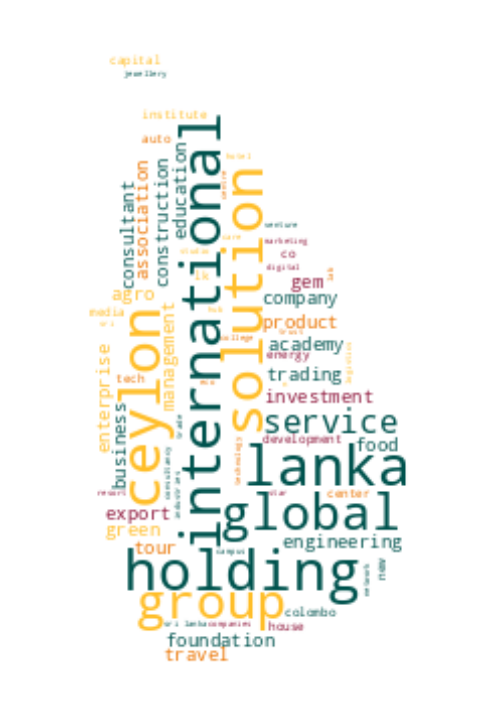 capital
jewellery
institute
auto
hotel
education
construction
association
consultant
international
solution
venture
marketing
co
digital
lk
gem
agro
company
media
sri
hub
product
ceylon
management
college
academy
energy
enterprise
logistics
trading
tech
eco
investment
business
trade
service
development
food
technology
consultancy
lanka
industries
resort
star
center
export
global
green
engineering
tour
campus
holding
network
new
group
colombo
sri lanka
companies
house
foundation
travel